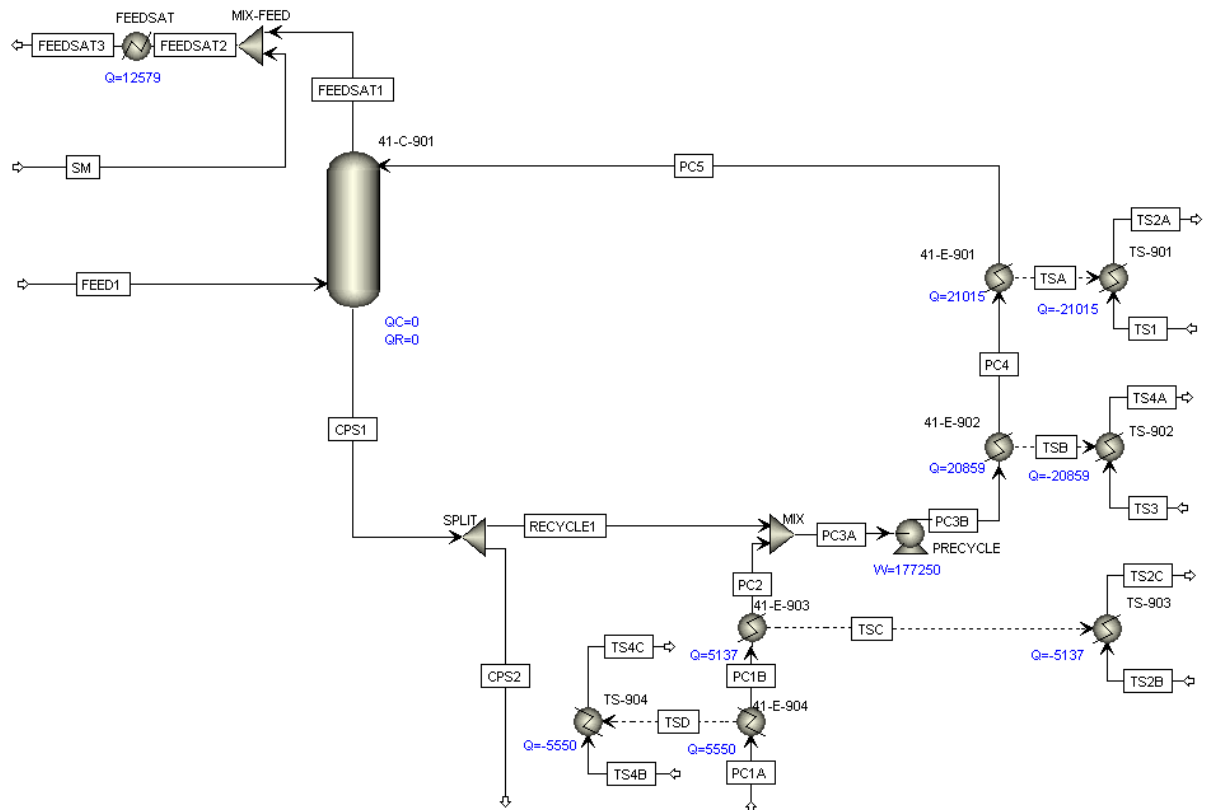 FEEDSAT
MIX-FEED
FEEDSAT3
FEEDSAT2
Q=12579
FEEDSAT1
41-C-901
SM
PC5
TS2A
41-E-901
TS-901
FEED1
TSA
Q=21015
Q=-21015
QC=0
QR=0
TS1
PC4
TS4A
41-E-902
TS-902
CPS1
TSB
Q=20859
Q=-20859
SPLIT
RECYCLE1
MIX
TS3
PC3B
PC3A
PRECYCLE
W=177250
TS2C
PC2
41-E-903
TS-903
TSC
TS4C
Q=5137
Q=-5137
CPS2
PC1B
TS2B
TS-904
41-E-904
TSD
Q=-5550
Q=5550
TS4B
PC1A